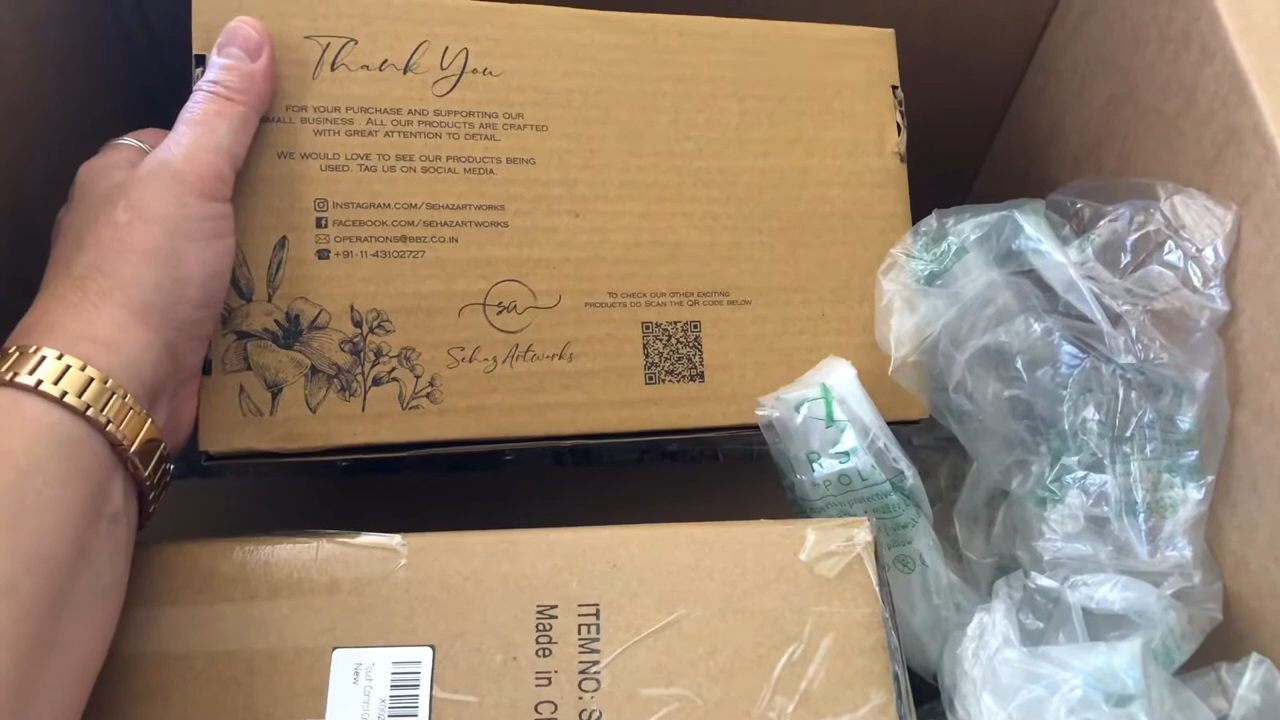 Thank You
FOR YOUR PURCHASE AND SUPPORTING OUR
SMALL BUSINESS . ALL OUR PRODUCTS ARE CRAFTED
WITH GREAT ATTENTION TO DETAIL.
WE WOULD LOVE TO SEE OUR PRODUCTS BEING
USED. TAG US ON SOCIAL MEDIA.
INSTAGRAM.COM/SEHAZARTWORKS
FACEBOOK.COM/SEHAZARTWORKS
OPERATIONS@BBZ.CO.IN
+91-11-43102727
sa
Sehaz Artworks
TO CHECK OUR OTHER EXCITING
PRODUCTS DO SCAN THE QR CODE BELOW
ITEM NO: S
Made in C
X002
Touch Control
New